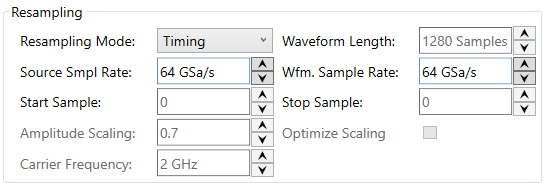 Resampling
Resampling Mode: Timing Waveform Length: 1280 Samples
Source Smpl Rate: 64 GSa/s Wfm. Sample Rate: 64 GSa/s
Start Sample: 0 Stop Sample: 0
Amplitude Scaling: 0.7 Optimize Scaling
Carrier Frequency: 2 GHz